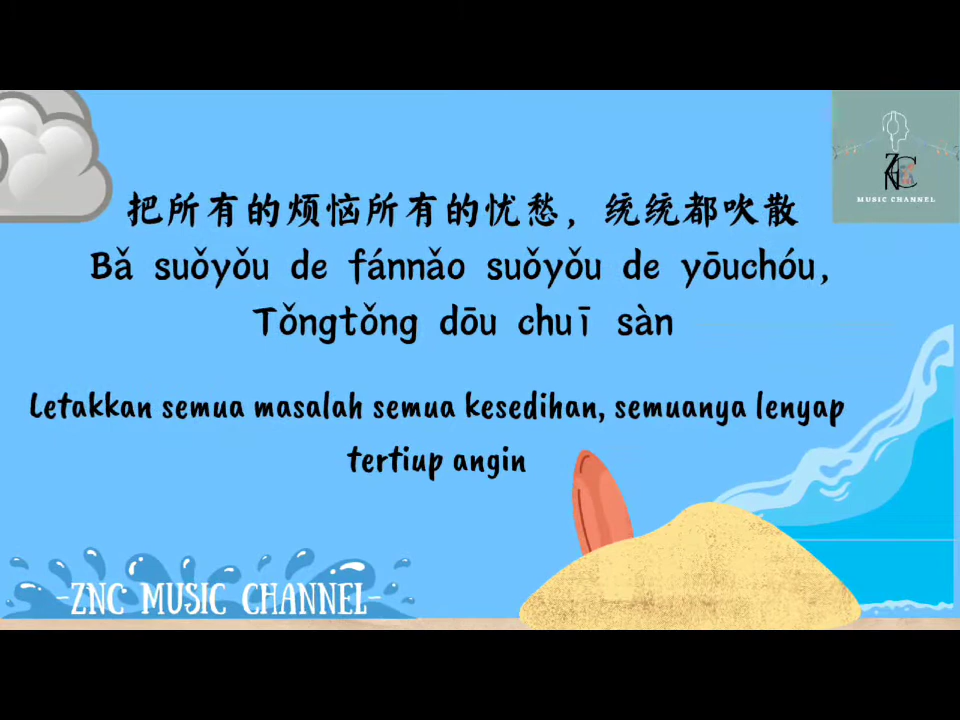 把所有的烦恼所有的忧愁，统统都吹散
Bǎ suǒyǒu de fánnǎo suǒyǒu de yōuchóu,
Tǒngtǒng dōu chuī sàn
Letakkan semua masalah semua kesedihan, semuanya lenyap
tertiup angin
ZNC
MUSIC CHANNEL
-ZNC MUSIC CHANNEL-